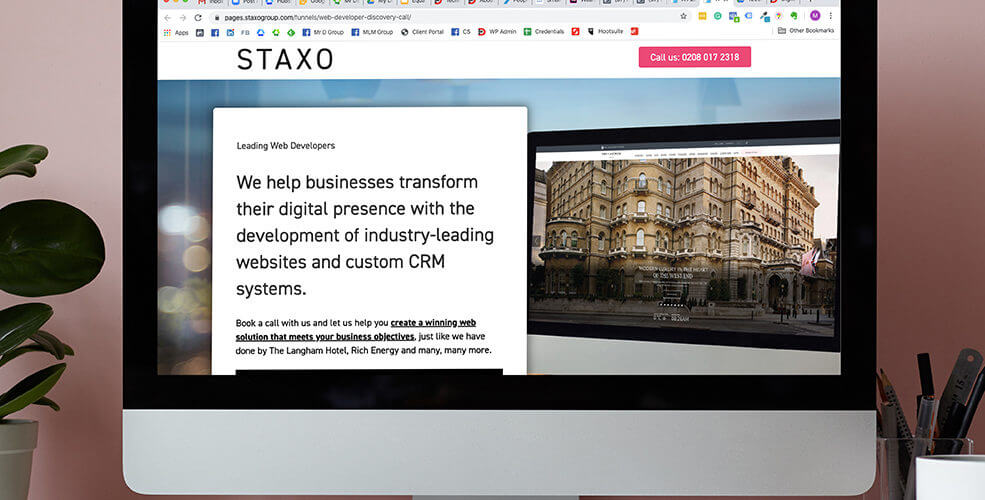 pages.staxogroup.com/funnels/web-developer-discovery-call/
Apps
FB
Mr D Group
MLM Group
Client Portal
C5
WP Admin
Credentials
Hootsuite
Other Bookmarks
STAXO
Call us: 0208 017 2318
Leading Web Developers
We help businesses transform
their digital presence with the
development of industry-leading
websites and custom CRM
systems.
Book a call with us and let us help you create a winning web
solution that meets your business objectives, just like we have
done by The Langham Hotel, Rich Energy and many, many more.
MODERN LUXURY IN THE HEART
OF THE WEST END